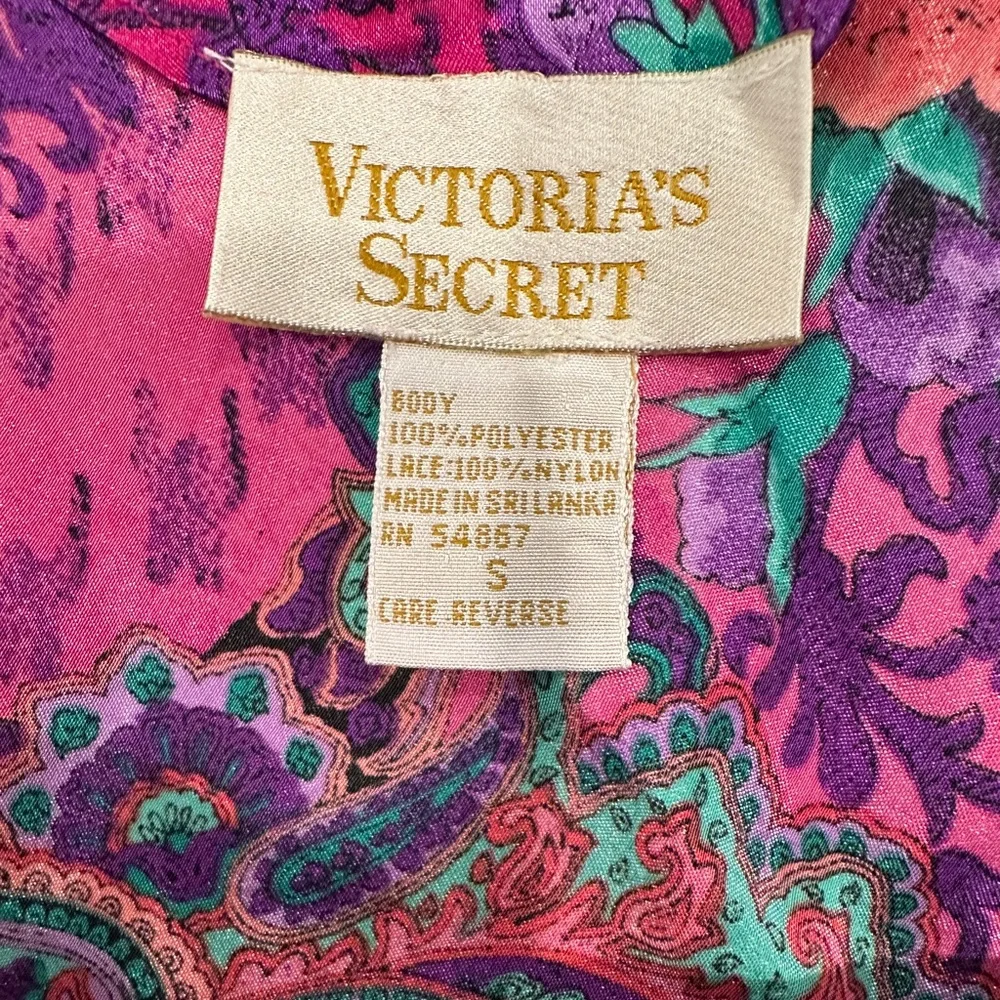 VICTORIA'S
SECRET
BODY
100% POLYESTER
LACE:100%NYLON
MADE IN SRI LANKA
RN 54867
S
CARE REVERSE